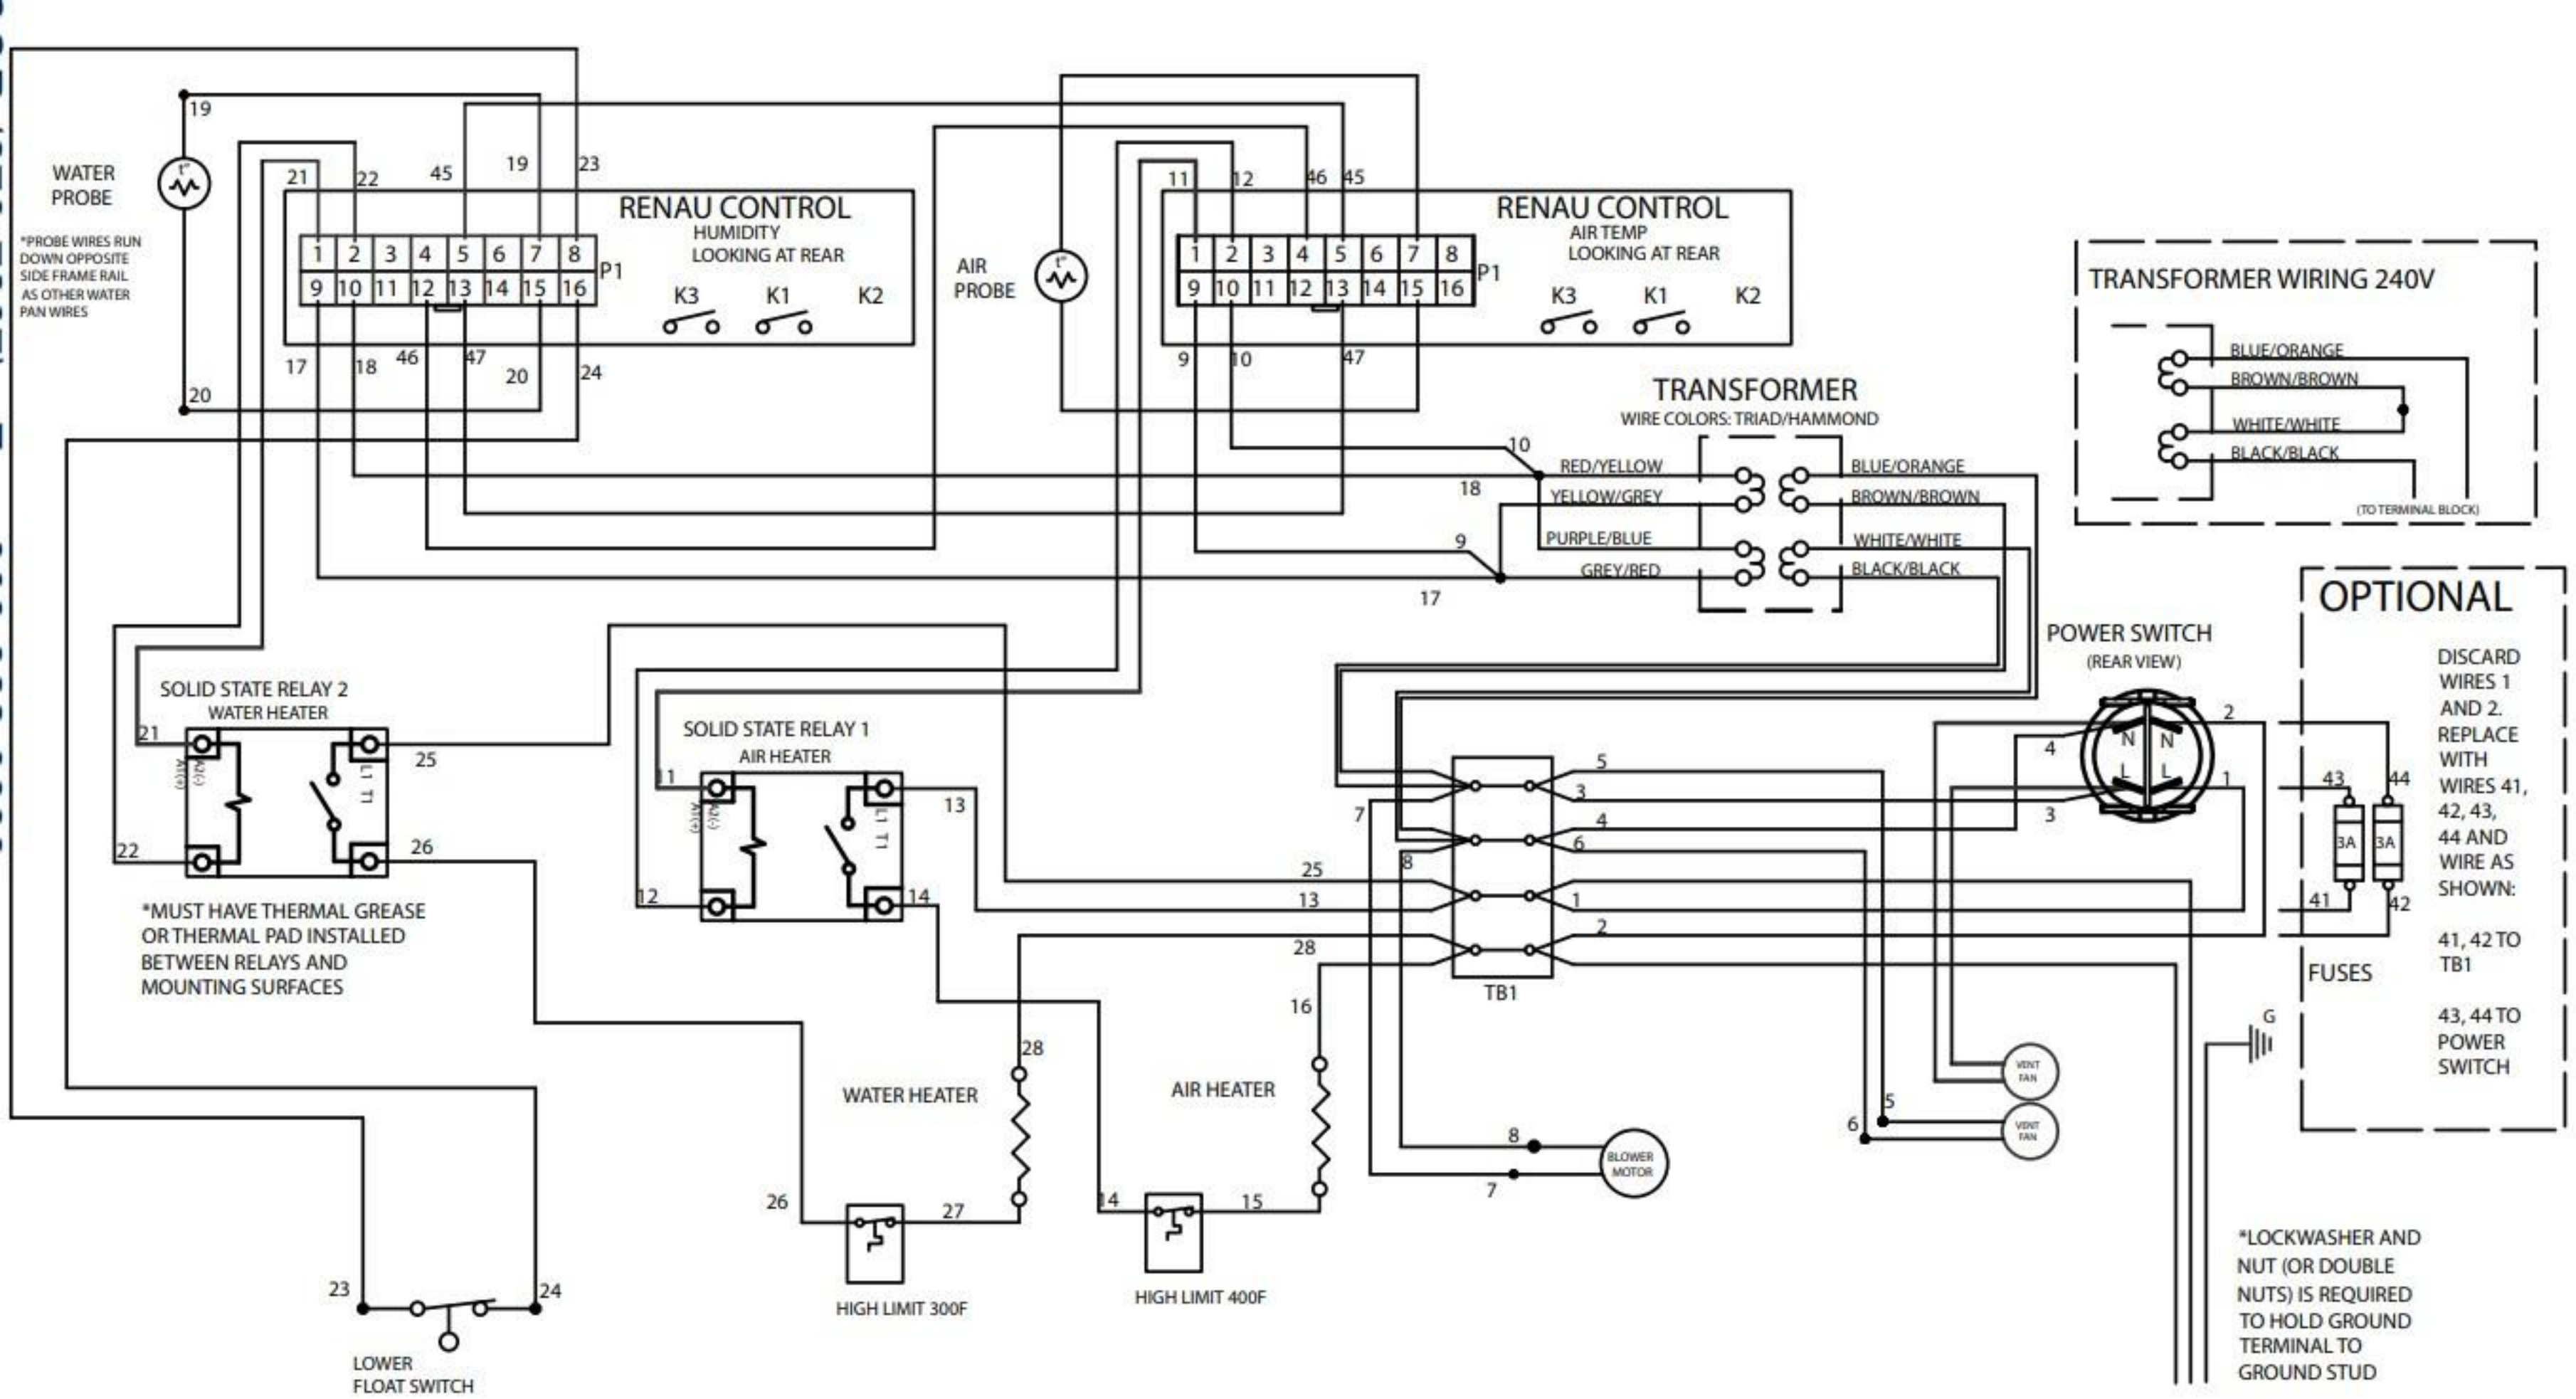 19
WATER
PROBE
*PROBE WIRES RUN
DOWN OPPOSITE
SIDE FRAME RAIL
AS OTHER WATER
PAN WIRES
t°
20
21
22
45
19
23
RENAU CONTROL
HUMIDITY
LOOKING AT REAR
1 2 3 4 5 6 7 8
9 10 11 12 13 14 15 16
P1
K3
K1
K2
17
18
46
47
20
24
AIR
PROBE
t°
11
12
46
45
RENAU CONTROL
AIR TEMP
LOOKING AT REAR
1 2 3 4 5 6 7 8
9 10 11 12 13 14 15 16
P1
K3
K1
K2
9
10
47
TRANSFORMER
WIRE COLORS: TRIAD/HAMMOND
10
18
9
17
RED/YELLOW
YELLOW/GREY
PURPLE/BLUE
GREY/RED
BLUE/ORANGE
BROWN/BROWN
WHITE/WHITE
BLACK/BLACK
TRANSFORMER WIRING 240V
BLUE/ORANGE
BROWN/BROWN
WHITE/WHITE
BLACK/BLACK
(TO TERMINAL BLOCK)
SOLID STATE RELAY 2
WATER HEATER
21
A1(+)
A2(-)
L1 T1
25
22
26
*MUST HAVE THERMAL GREASE
OR THERMAL PAD INSTALLED
BETWEEN RELAYS AND
MOUNTING SURFACES
SOLID STATE RELAY 1
AIR HEATER
11
A1(+)
A2(-)
L1 T1
13
12
14
7
8
25
13
28
16
TB1
5
3
4
6
1
2
POWER SWITCH
(REAR VIEW)
N
N
L
L
4
3
2
1
OPTIONAL
DISCARD
WIRES 1
AND 2.
REPLACE
WITH
WIRES 41,
42, 43,
44 AND
WIRE AS
SHOWN:
41, 42 TO
TB1
43, 44 TO
POWER
SWITCH
43
44
3A
3A
41
42
FUSES
G
WATER HEATER
28
AIR HEATER
26
27
14
15
HIGH LIMIT 300F
HIGH LIMIT 400F
8
7
BLOWER
MOTOR
5
6
VENT
FAN
VENT
FAN
23
24
LOWER
FLOAT SWITCH
*LOCKWASHER AND
NUT (OR DOUBLE
NUTS) IS REQUIRED
TO HOLD GROUND
TERMINAL TO
GROUND STUD